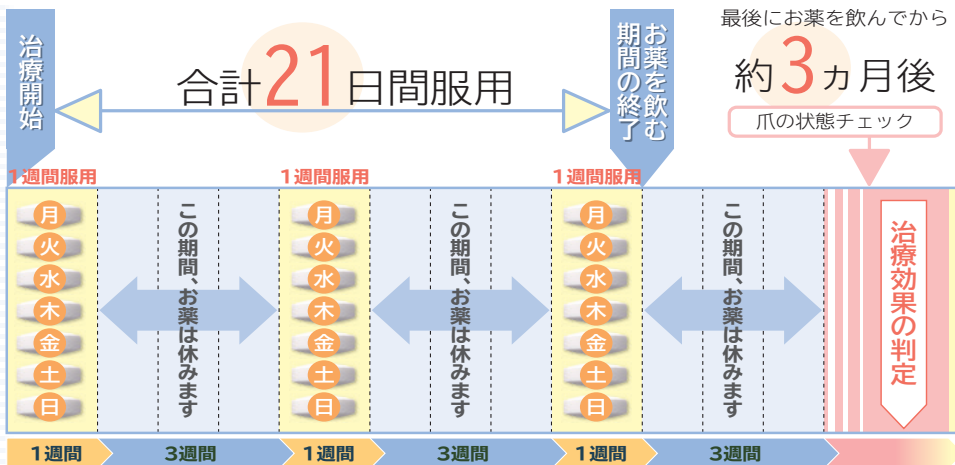 治療開始
合計21日間服用
お薬を飲む
期間の終了
最後にお薬を飲んでから
約3ヵ月後
爪の状態チェック
1週間服用
月
火
水
木
金
土
日
この期間、お薬は休みます
1週間服用
月
火
水
木
金
土
日
この期間、お薬は休みます
1週間服用
月
火
水
木
金
土
日
この期間、お薬は休みます
治療効果の判定
1週間
3週間
1週間
3週間
1週間
3週間